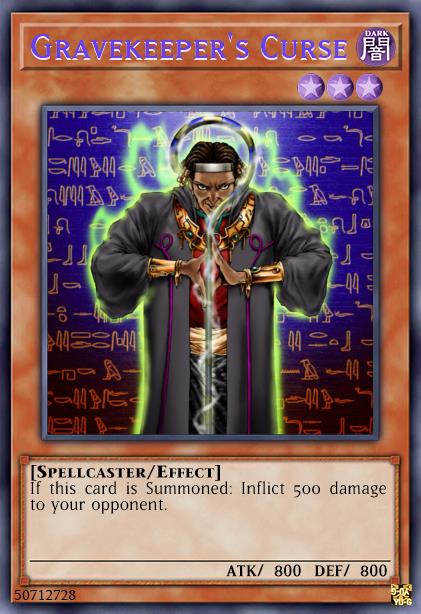 Gravekeeper's Curse
DARK
闇
[Spellcaster/Effect]
If this card is Summoned: Inflict 500 damage
to your opponent.
ATK/ 800 DEF/ 800
50712728